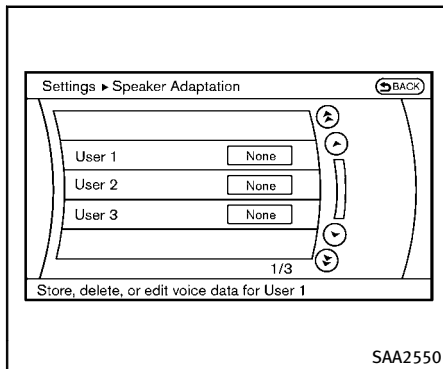 Settings ▸ Speaker Adaptation BACK
User 1 None
User 2 None
User 3 None
1/3
Store, delete, or edit voice data for User 1
SAA2550